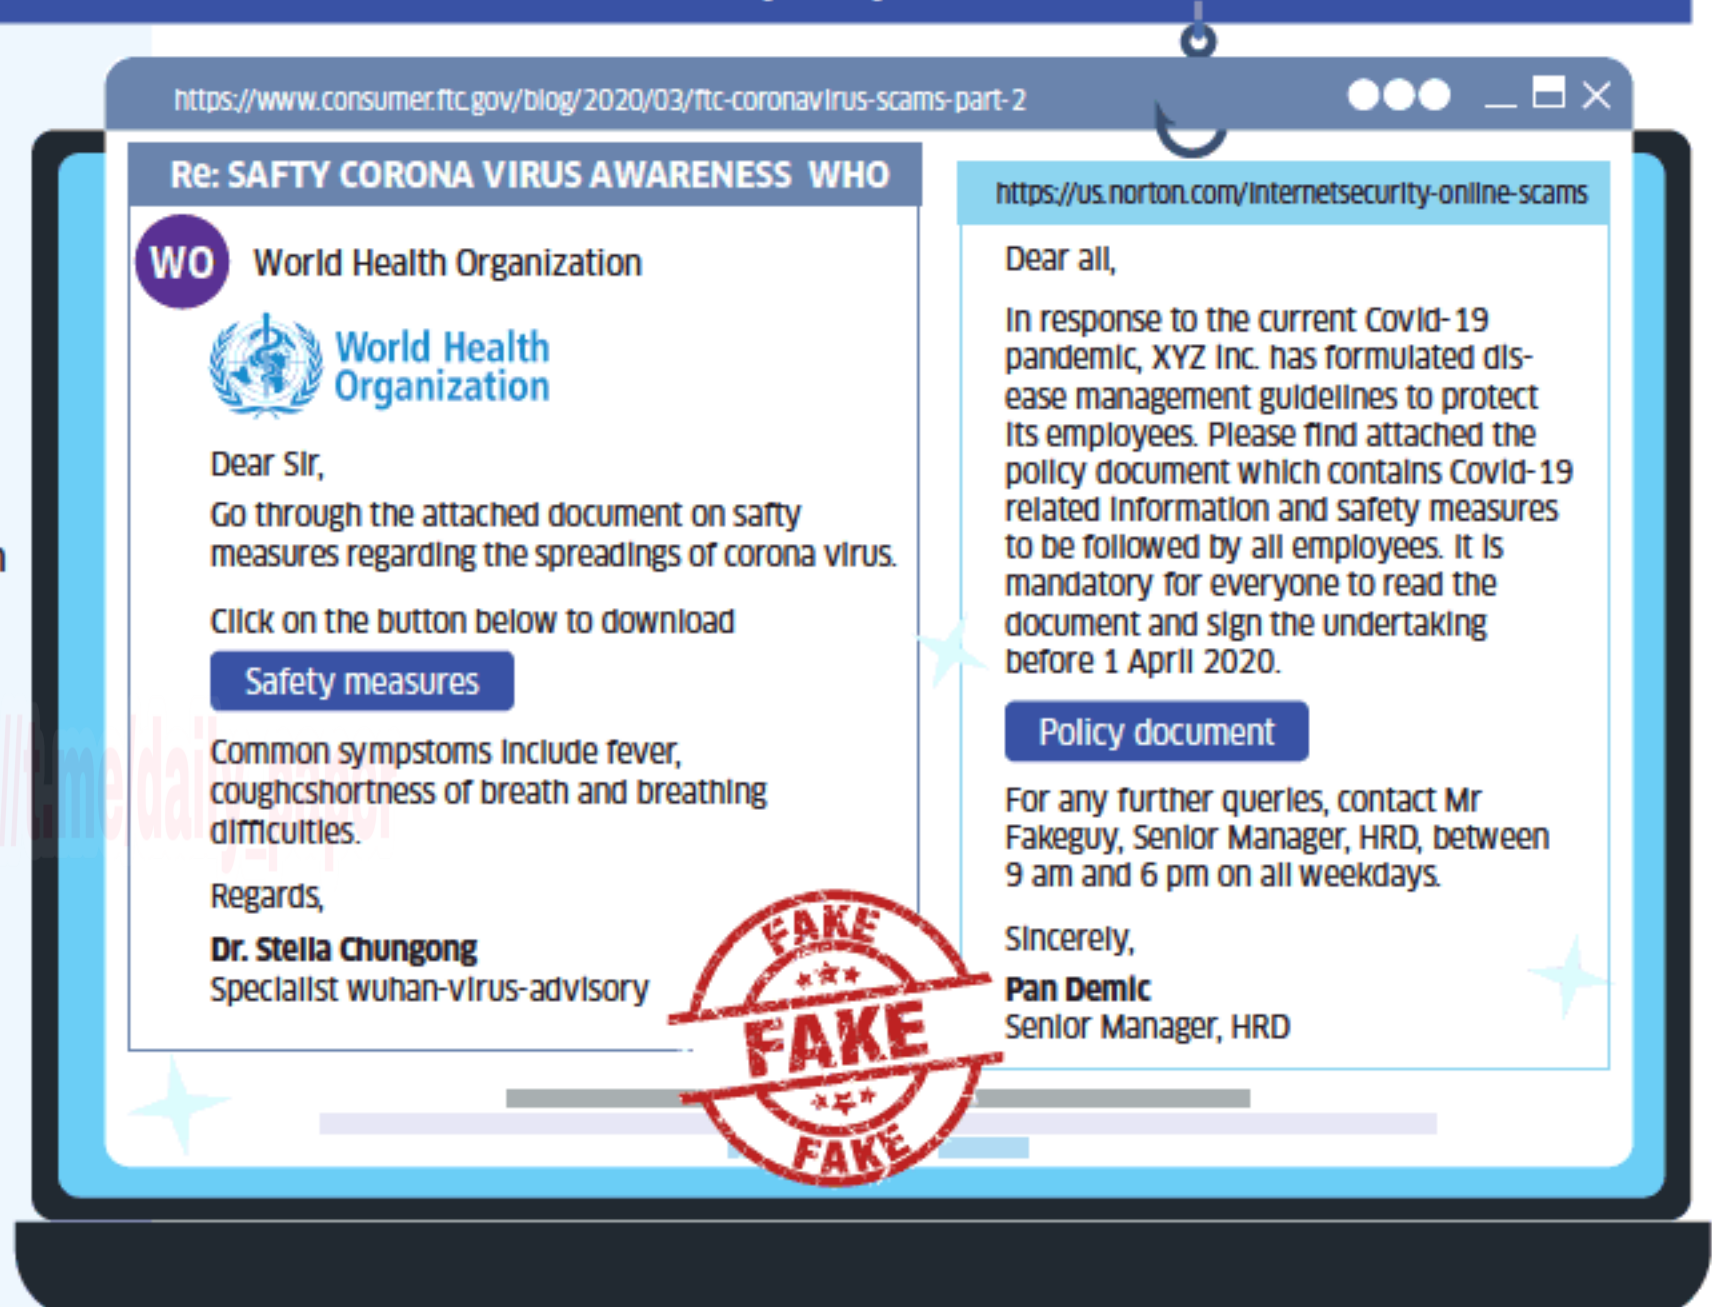 https://www.consumer.ftc.gov/blog/2020/03/ftc-coronavirus-scams-part-2
Re: SAFTY CORONA VIRUS AWARENESS WHO
WO World Health Organization
World Health
Organization
Dear Sir,
Go through the attached document on safty
measures regarding the spreadings of corona virus.
Click on the button below to download
Safety measures
Common sympstoms include fever,
coughcshortness of breath and breathing
difficulties.
Regards,
Dr. Stella Chungong
Specialist wuhan-virus-advisory
https://us.norton.com/internetsecurity-online-scams
Dear all,
In response to the current Covid-19
pandemic, XYZ Inc. has formulated dis-
ease management guidelines to protect
its employees. Please find attached the
policy document which contains Covid-19
related information and safety measures
to be followed by all employees. It is
mandatory for everyone to read the
document and sign the undertaking
before 1 April 2020.
Policy document
For any further queries, contact Mr
Fakeguy, Senior Manager, HRD, between
9 am and 6 pm on all weekdays.
Sincerely,
Pan Demic
Senior Manager, HRD
FAKE
FAKE
FAKE
//t.me/daily_papur